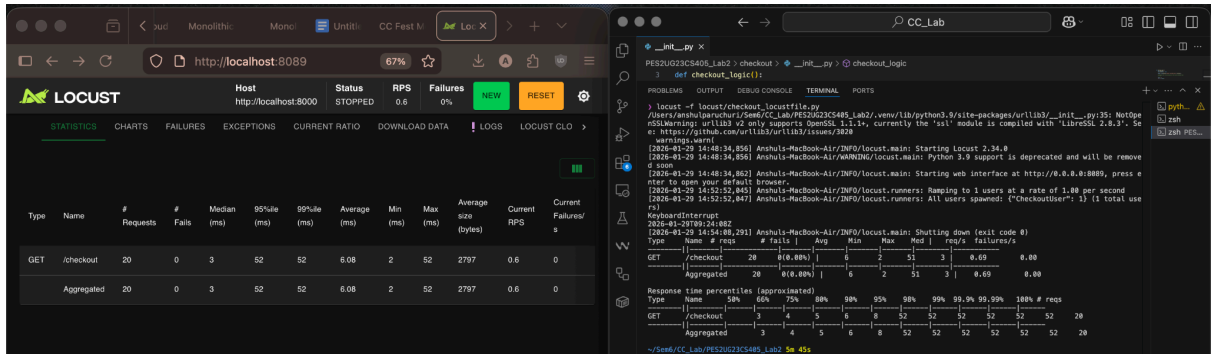 oud Monolithic Mono Untitle CC Fest M Loc ×
http://localhost:8089 67%
LOCUST
Host http://localhost:8000
Status STOPPED
RPS 0.6
Failures 0%
NEW
RESET
STATISTICS CHARTS FAILURES EXCEPTIONS CURRENT RATIO DOWNLOAD DATA ! LOGS LOCUST CLO >
Type Name # Requests # Fails Median (ms) 95%ile (ms) 99%ile (ms) Average (ms) Min (ms) Max (ms) Average size (bytes) Current RPS Current Failures/s
GET /checkout 20 0 3 52 52 6.08 2 52 2797 0.6 0
Aggregated 20 0 3 52 52 6.08 2 52 2797 0.6 0
CC_Lab
__init__.py ×
PES2UG23CS405_Lab2 > checkout > __init__.py > checkout_logic
3 def checkout_logic():
PROBLEMS OUTPUT DEBUG CONSOLE TERMINAL PORTS
> locust -f locust/checkout_locustfile.py
/Users/anshulparuchuri/Sem6/CC_Lab/PES2UG23CS405_Lab2/.venv/lib/python3.9/site-packages/urllib3/__init__.py:35: NotOpe
nSSLWarning: urllib3 v2 only supports OpenSSL 1.1.1+, currently the 'ssl' module is compiled with 'LibreSSL 2.8.3'. Se
e: https://github.com/urllib3/urllib3/issues/3020
warnings.warn(
[2026-01-29 14:48:34,856] Anshuls-MacBook-Air/INFO/locust.main: Starting Locust 2.34.0
[2026-01-29 14:48:34,856] Anshuls-MacBook-Air/WARNING/locust.main: Python 3.9 support is deprecated and will be remove
d soon
[2026-01-29 14:48:34,862] Anshuls-MacBook-Air/INFO/locust.main: Starting web interface at http://0.0.0.0:8089, press e
nter to open your default browser.
[2026-01-29 14:52:52,045] Anshuls-MacBook-Air/INFO/locust.runners: Ramping to 1 users at a rate of 1.00 per second
[2026-01-29 14:52:52,047] Anshuls-MacBook-Air/INFO/locust.runners: All users spawned: {"CheckoutUser": 1} (1 total use
rs)
KeyboardInterrupt
2026-01-29T09:24:08Z
[2026-01-29 14:54:08,291] Anshuls-MacBook-Air/INFO/locust.main: Shutting down (exit code 0)
Type Name # reqs # fails | Avg Min Max Med | req/s failures/s
GET /checkout 20 0(0.00%) | 6 2 51 3 | 0.69 0.00
Aggregated 20 0(0.00%) | 6 2 51 3 | 0.69 0.00
Response time percentiles (approximated)
Type Name 50% 66% 75% 80% 90% 95% 98% 99% 99.9% 99.99% 100% # reqs
GET /checkout 3 4 5 6 8 52 52 52 52 52 52 20
Aggregated 3 4 5 6 8 52 52 52 52 52 52 20
~/Sem6/CC_Lab/PES2UG23CS405_Lab2 5m 45s
pyth...
zsh
zsh PES...